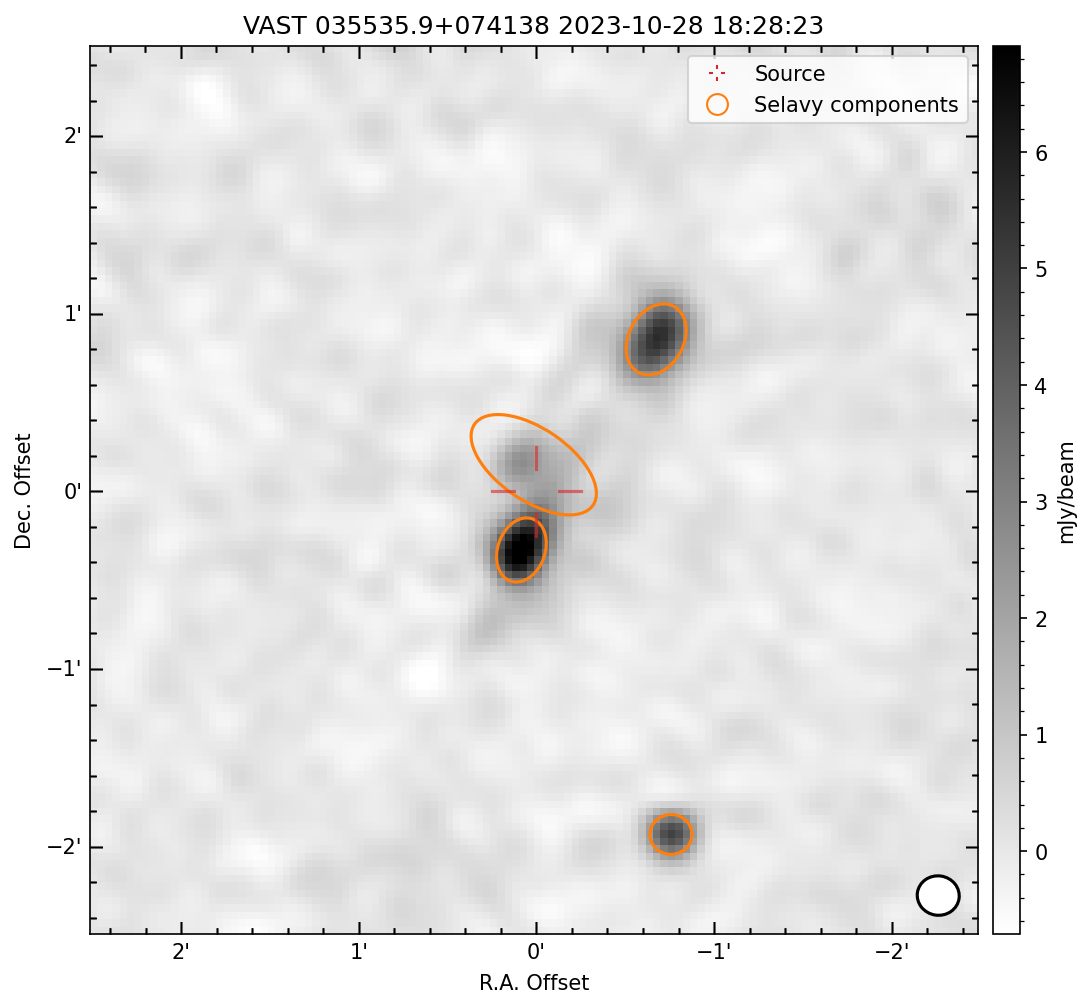 VAST 035535.9+074138 2023-10-28 18:28:23
Source
Selavy components
2'
1'
0'
−1'
−2'
Dec. Offset
2'
1'
0'
−1'
−2'
R.A. Offset
6
5
4
3
2
1
0
mJy/beam